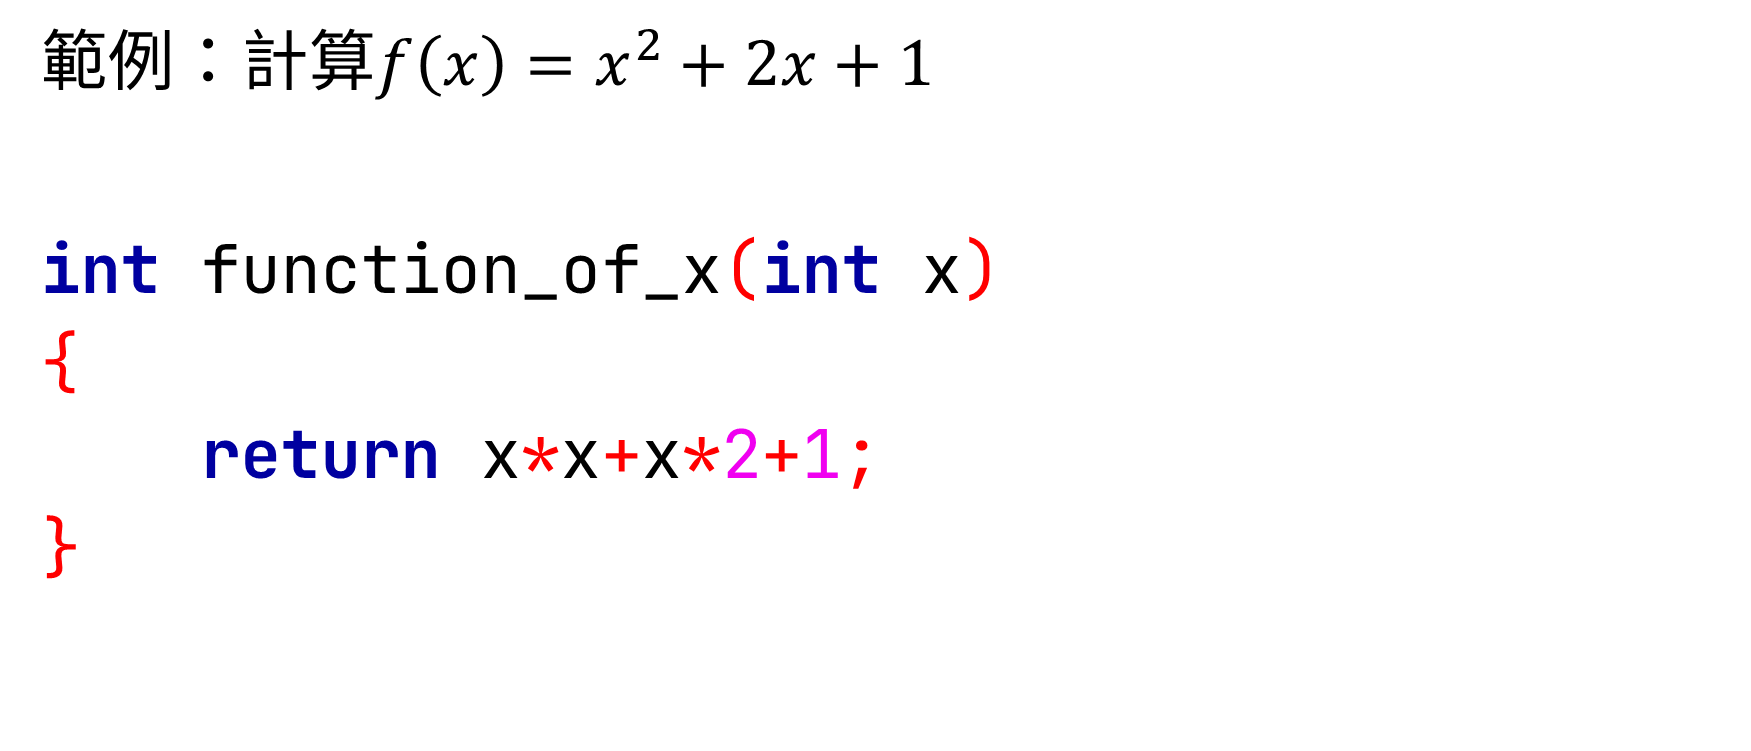 範例：計算f(x) = x² + 2x + 1
int function_of_x(int x)
{
    return x*x+x*2+1;
}